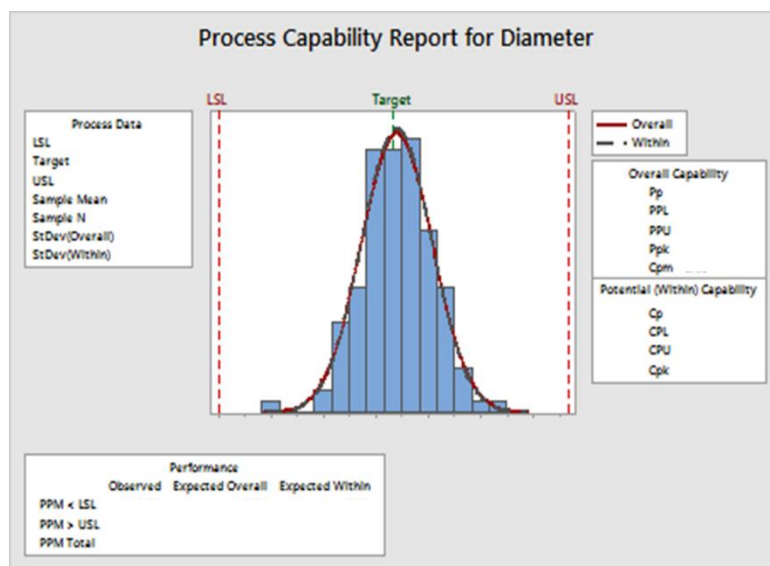 Process Capability Report for Diameter
LSL
Target
USL
Process Data
LSL
Target
USL
Sample Mean
Sample N
StDev(Overall)
StDev(Within)
Overall
Within
Overall Capability
Pp
PPL
PPU
Ppk
Cpm
Potential (Within) Capability
Cp
CPL
CPU
Cpk
Performance
Observed Expected Overall Expected Within
PPM < LSL
PPM > USL
PPM Total